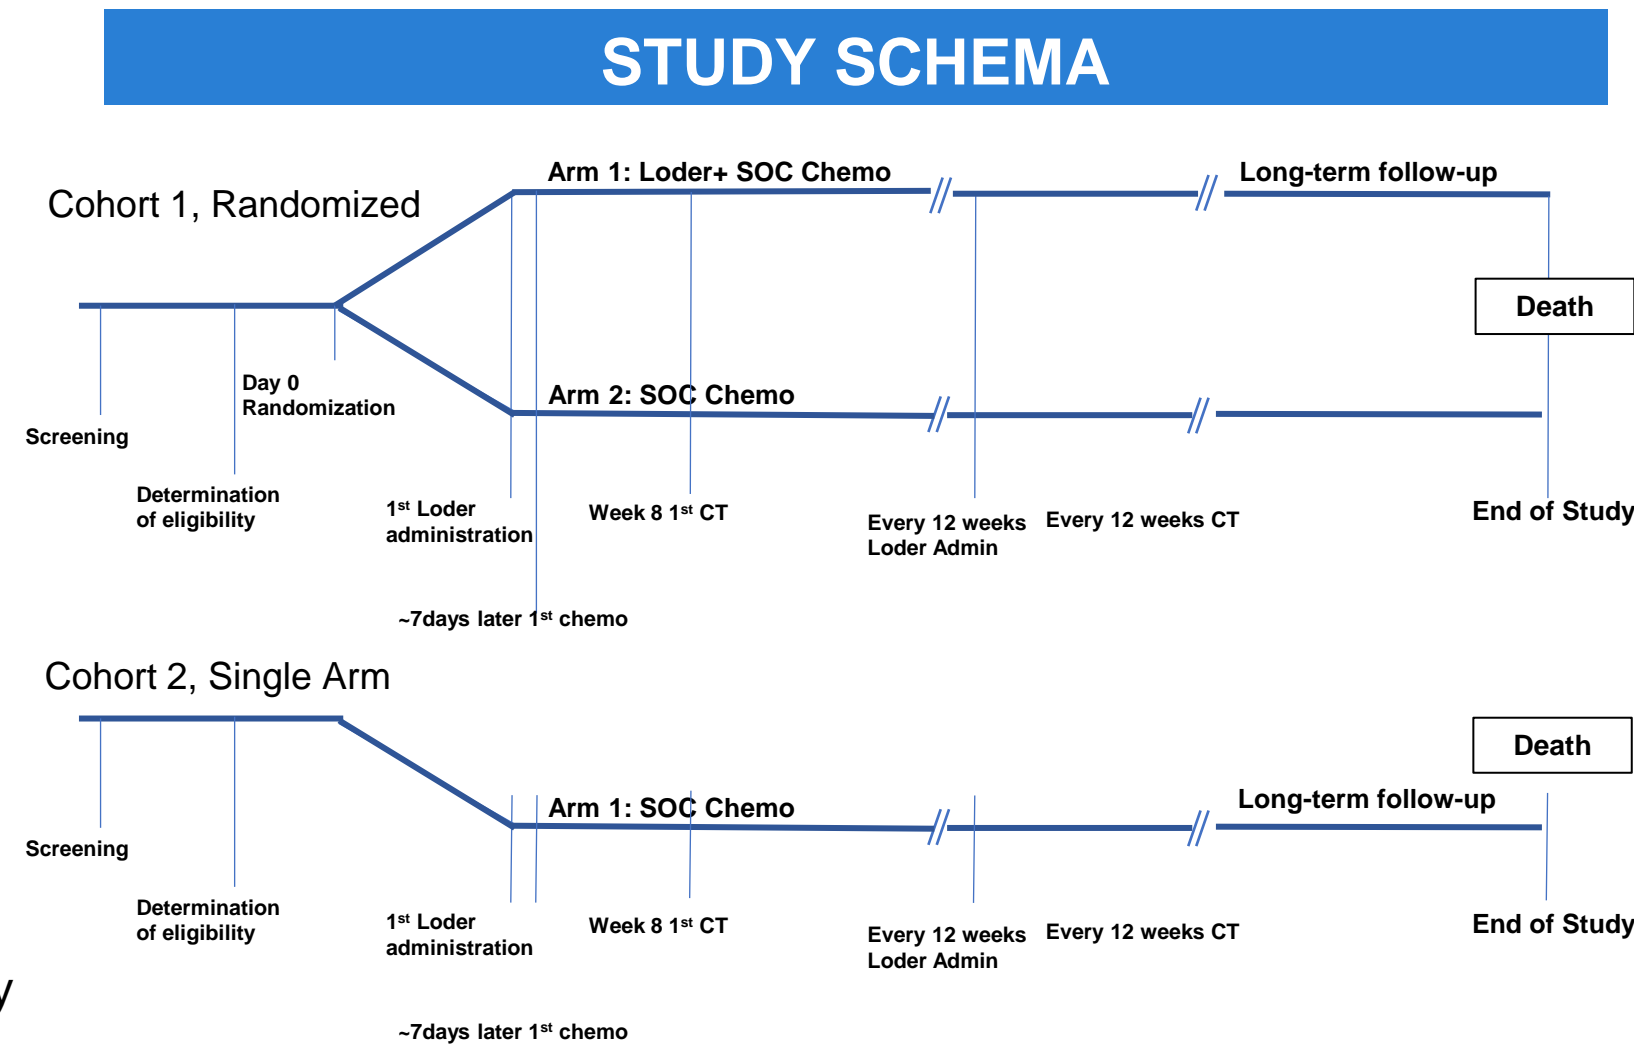 STUDY SCHEMA
Cohort 1, Randomized
Arm 1: Loder+ SOC Chemo
Long-term follow-up
Death
Day 0
Randomization
Arm 2: SOC Chemo
Screening
Determination
of eligibility
1st Loder
administration
Week 8 1st CT
Every 12 weeks
Loder Admin
Every 12 weeks CT
End of Study
~7days later 1st chemo
Cohort 2, Single Arm
Death
Arm 1: SOC Chemo
Long-term follow-up
Screening
Determination
of eligibility
1st Loder
administration
Week 8 1st CT
Every 12 weeks
Loder Admin
Every 12 weeks CT
End of Study
y
~7days later 1st chemo